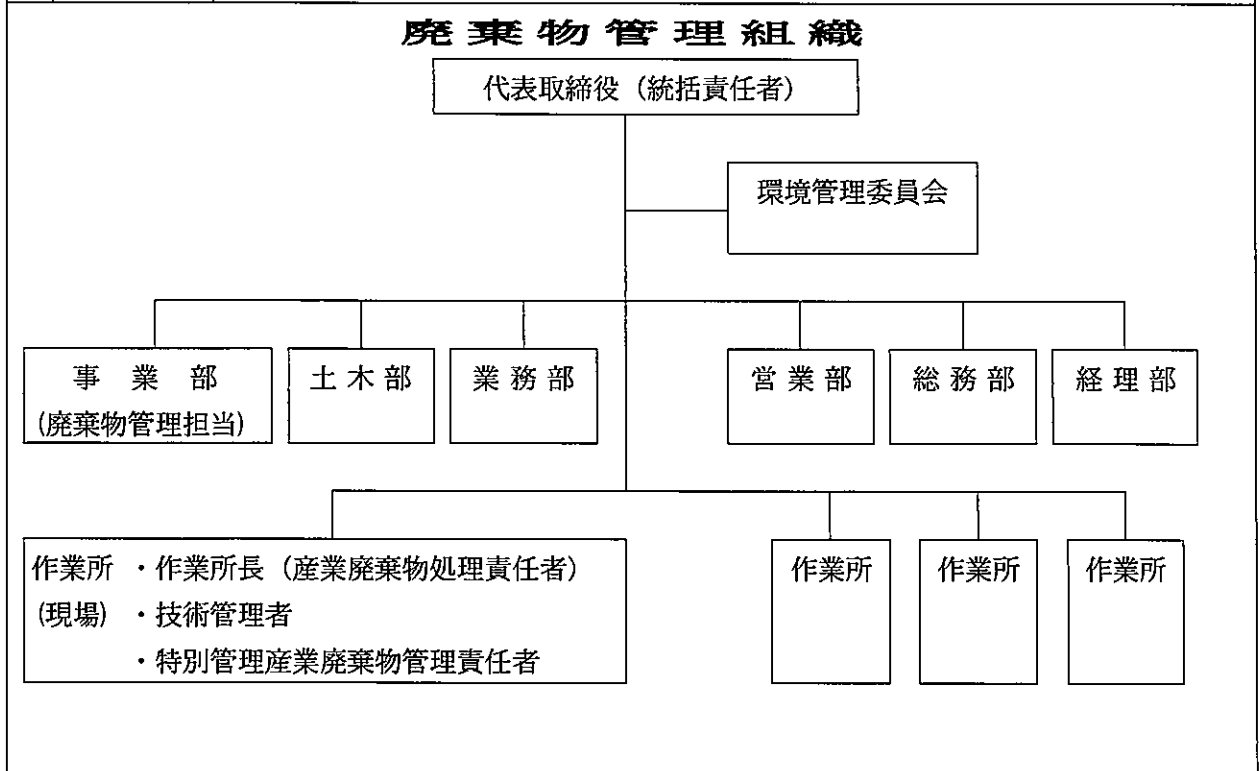 廃棄物管理組織
代表取締役（統括責任者）
環境管理委員会
事業部
(廃棄物管理担当)
土木部
業務部
営業部
総務部
経理部
作業所 ・作業所長（産業廃棄物処理責任者）
(現場) ・技術管理者
・特別管理産業廃棄物管理責任者
作業所
作業所
作業所